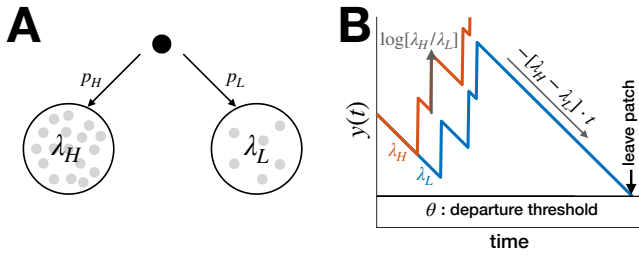 A
p_H
p_L
λ_H
λ_L
B
y(t)
log[λ_H/λ_L]
−[λ_H − λ_L] · t
λ_H
λ_L
leave patch
θ : departure threshold
time